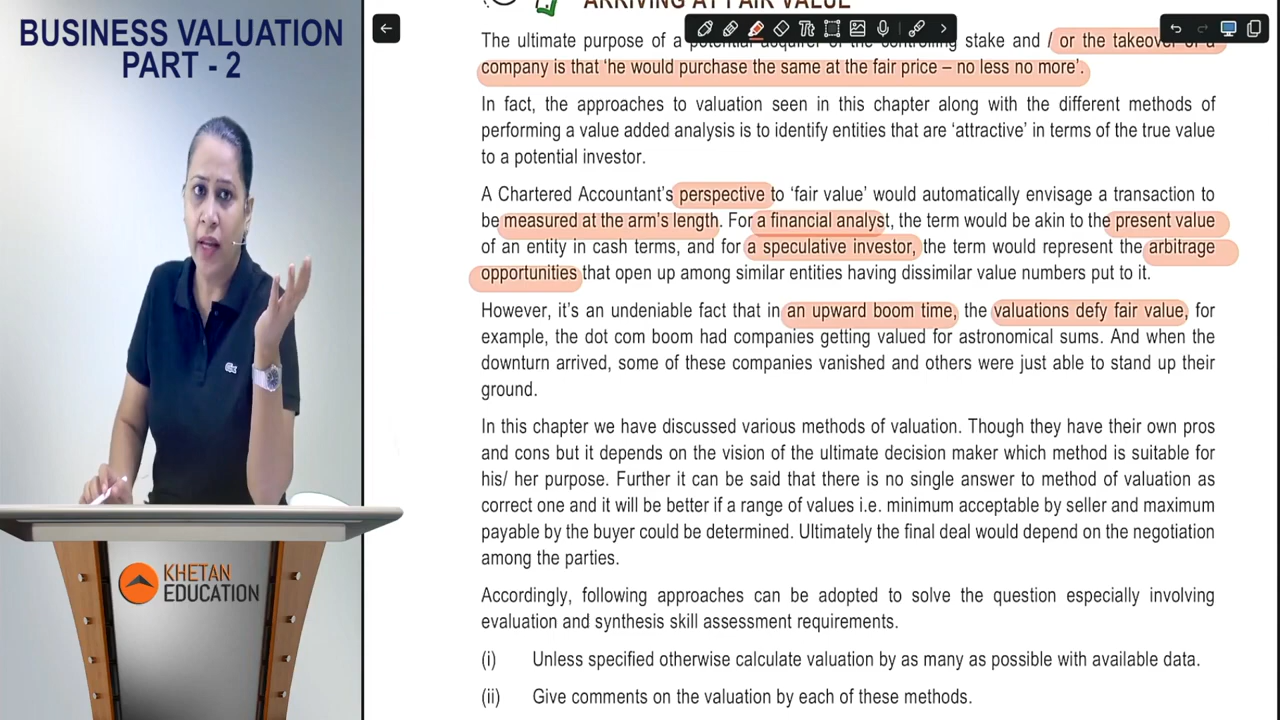 BUSINESS VALUATION
PART - 2
KHETAN
EDUCATION
ARRIVING AT FAIR VALUE
The ultimate purpose of a potential acquirer of the controlling stake and / or the takeover of a
company is that ‘he would purchase the same at the fair price – no less no more’.
In fact, the approaches to valuation seen in this chapter along with the different methods of
performing a value added analysis is to identify entities that are ‘attractive’ in terms of the true value
to a potential investor.
A Chartered Accountant’s perspective to ‘fair value’ would automatically envisage a transaction to
be measured at the arm’s length. For a financial analyst, the term would be akin to the present value
of an entity in cash terms, and for a speculative investor, the term would represent the arbitrage
opportunities that open up among similar entities having dissimilar value numbers put to it.
However, it’s an undeniable fact that in an upward boom time, the valuations defy fair value, for
example, the dot com boom had companies getting valued for astronomical sums. And when the
downturn arrived, some of these companies vanished and others were just able to stand up their
ground.
In this chapter we have discussed various methods of valuation. Though they have their own pros
and cons but it depends on the vision of the ultimate decision maker which method is suitable for
his/ her purpose. Further it can be said that there is no single answer to method of valuation as
correct one and it will be better if a range of values i.e. minimum acceptable by seller and maximum
payable by the buyer could be determined. Ultimately the final deal would depend on the negotiation
among the parties.
Accordingly, following approaches can be adopted to solve the question especially involving
evaluation and synthesis skill assessment requirements.
(i) Unless specified otherwise calculate valuation by as many as possible with available data.
(ii) Give comments on the valuation by each of these methods.